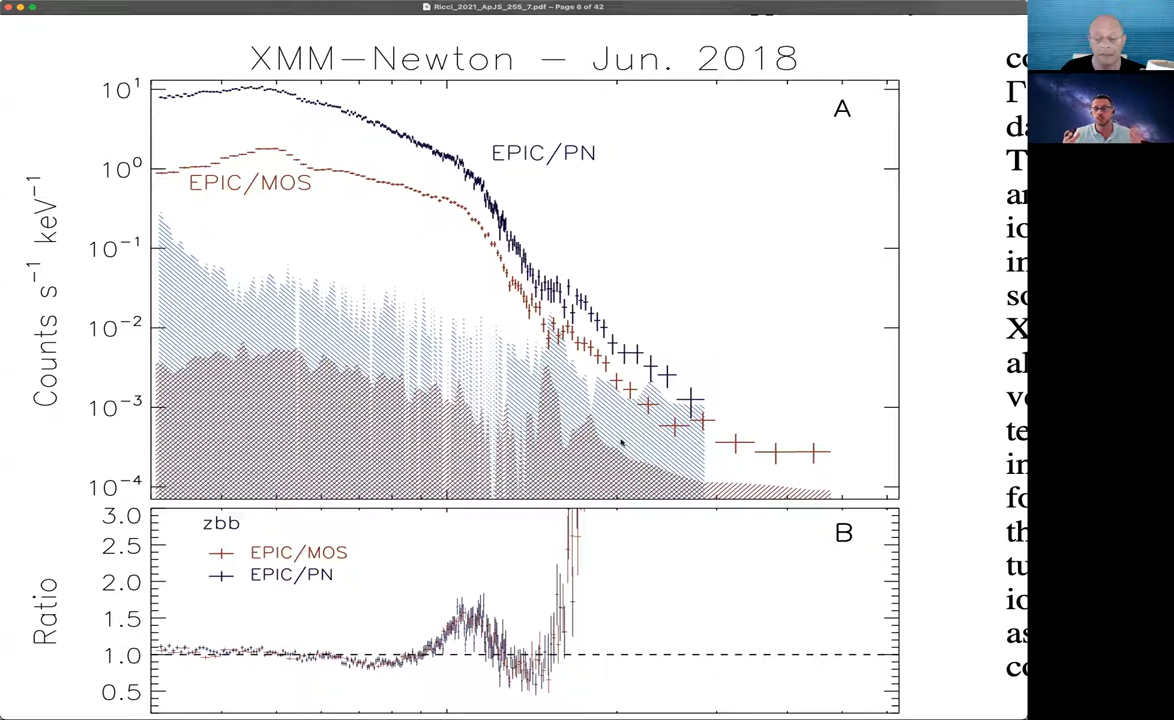 Ricci_2021_ApJS_255_7.pdf – Page 6 of 42
XMM–Newton – Jun. 2018
A
EPIC/PN
EPIC/MOS
Counts s⁻¹ keV⁻¹
10¹
10⁰
10⁻¹
10⁻²
10⁻³
10⁻⁴
zbb
B
EPIC/MOS
EPIC/PN
Ratio
3.0
2.5
2.0
1.5
1.0
0.5
Γ